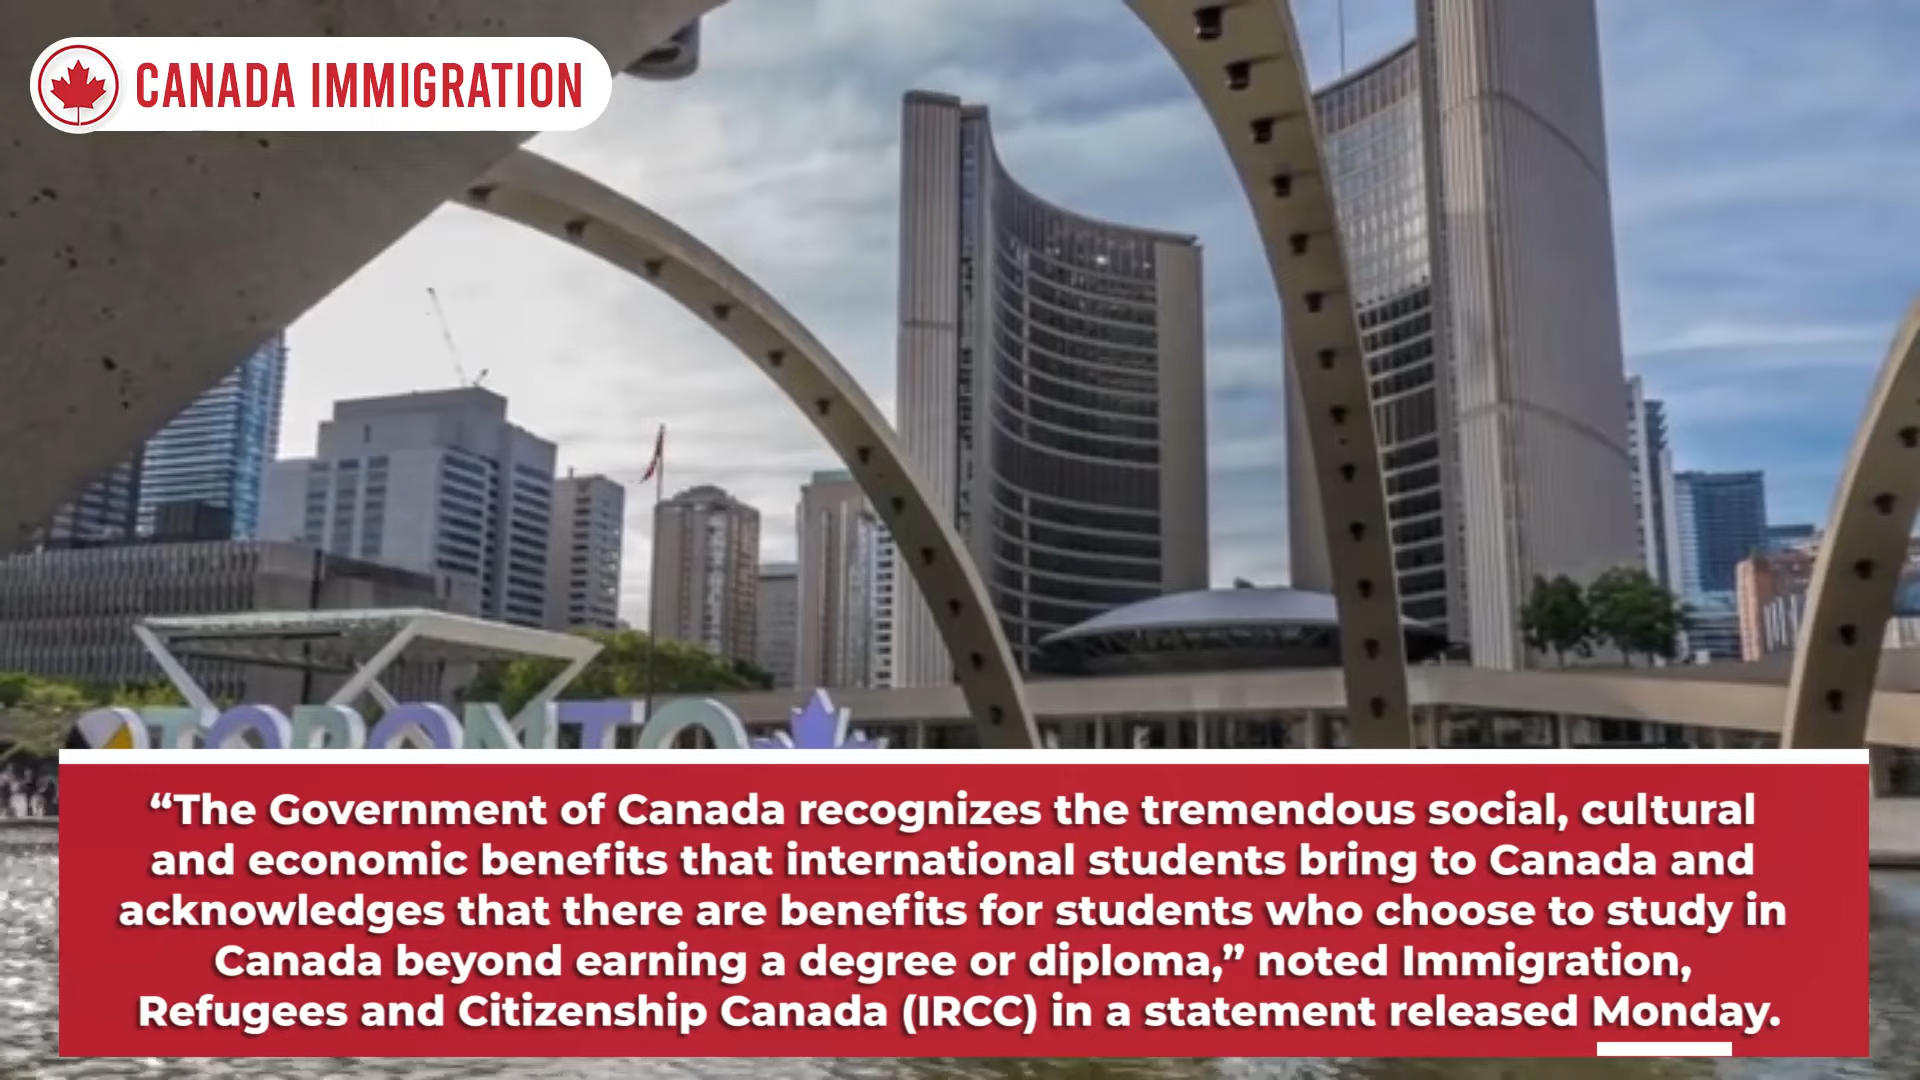 CANADA IMMIGRATION
TORONTO
“The Government of Canada recognizes the tremendous social, cultural
and economic benefits that international students bring to Canada and
acknowledges that there are benefits for students who choose to study in
Canada beyond earning a degree or diploma,” noted Immigration,
Refugees and Citizenship Canada (IRCC) in a statement released Monday.